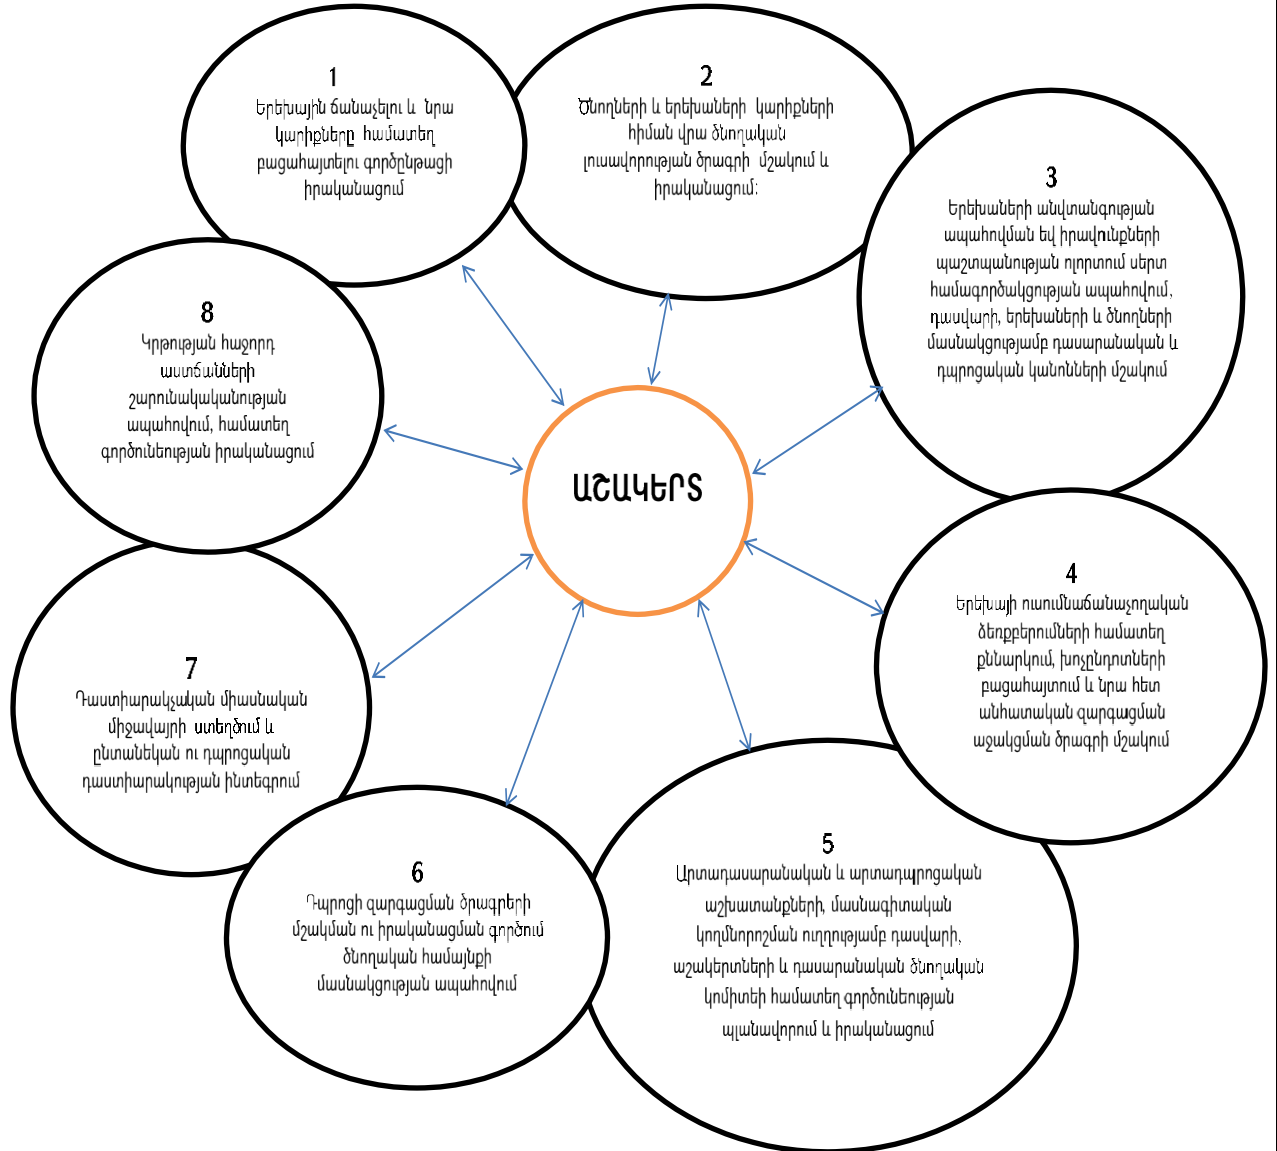 1
Երեխային ճանաչելու և նրա
կարիքները համատեղ
բացահայտելու գործընթացի
իրականացում
2
Ծնողների և երեխաների կարիքների
հիման վրա ծնողական
լուսավորության ծրագրի մշակում և
իրականացում:
3
Երեխաների անվտանգության
ապահովման եվ իրավունքների
պաշտպանության ոլորտում սերտ
համագործակցության ապահովում,
դասվարի, երեխաների և ծնողների
մասնակցությամբ դասարանական և
դպրոցական կանոնների մշակում
8
Կրթության հաջորդ
աստճանների
շարունակականության
ապահովում, համատեղ
գործունեության իրականացում
ԱՇԱԿԵՐՏ
4
Երեխայի ուսումնաճանաչողական
ձեռքբերումների համատեղ
քննարկում, խոչընդոտների
բացահայտում և նրա հետ
անհատական զարգացման
աջակցման ծրագրի մշակում
7
Դաստիարակչական միասնական
միջավայրի ստեղծում և
ընտանեկան ու դպրոցական
դաստիարակության ինտեգրում
5
Արտադասարանական և արտադպրոցական
աշխատանքների, մասնագիտական
կողմնորոշման ուղղությամբ դասվարի,
աշակերտների և դասարանական ծնողական
կոմիտեի համատեղ գործունեության
պլանավորում և իրականացում
6
Դպրոցի զարգացման ծրագրերի
մշակման ու իրականացման գործում
ծնողական համայնքի
մասնակցության ապահովում